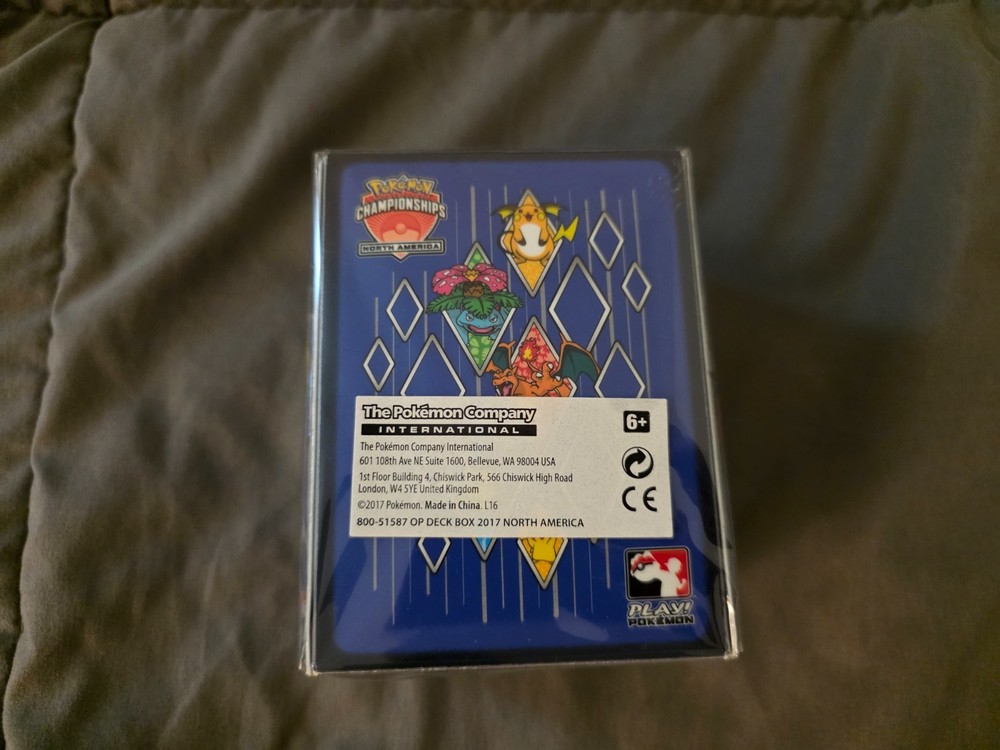 POKéMON
CHAMPIONSHIPS
NORTH AMERICA
The Pokémon Company
INTERNATIONAL
The Pokémon Company International
601 108th Ave NE Suite 1600, Bellevue, WA 98004 USA
1st Floor Building 4, Chiswick Park, 566 Chiswick High Road
London, W4 5YE United Kingdom
©2017 Pokémon. Made in China. L16
800-51587 OP DECK BOX 2017 NORTH AMERICA
6+
CE
PLAY!
POKéMON